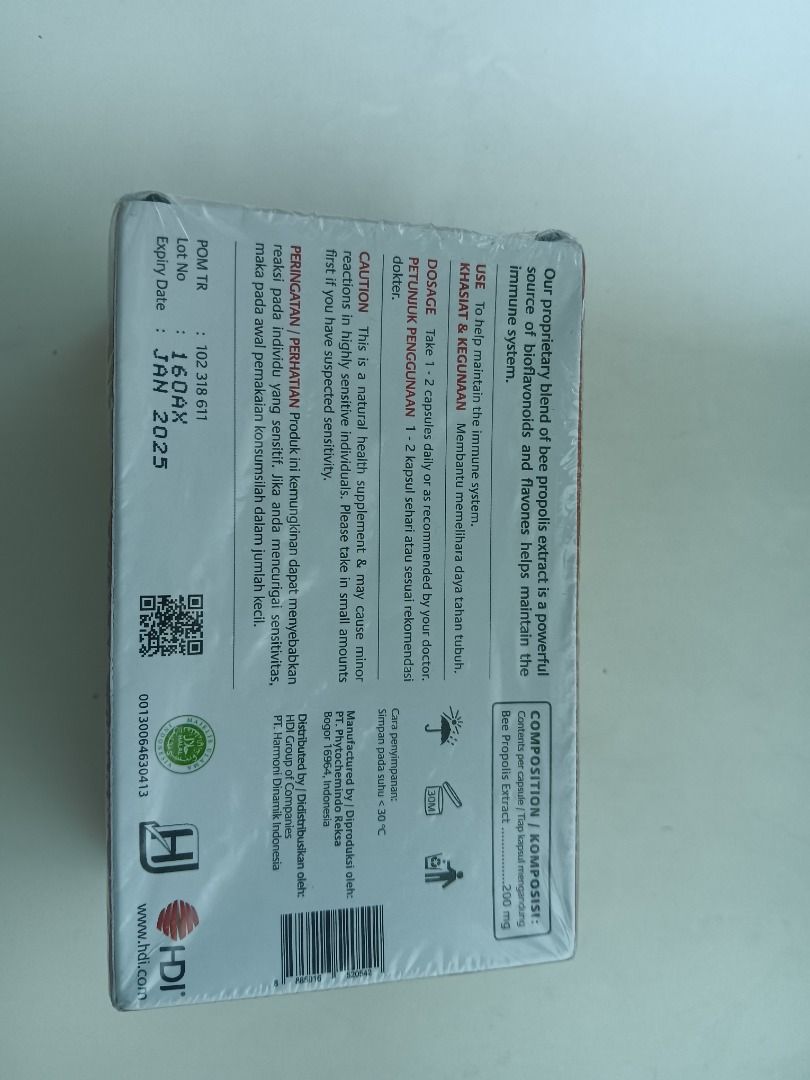 Our proprietary blend of bee propolis extract is a powerful
source of bioflavonoids and flavones helps maintain the
immune system.
USE To help maintain the immune system.
KHASIAT & KEGUNAAN Membantu memelihara daya tahan tubuh.
DOSAGE Take 1 - 2 capsules daily or as recommended by your doctor.
PETUNJUK PENGGUNAAN 1 - 2 kapsul sehari atau sesuai rekomendasi
dokter.
CAUTION This is a natural health supplement & may cause minor
reactions in highly sensitive individuals. Please take in small amounts
first if you have suspected sensitivity.
PERINGATAN / PERHATIAN Produk ini kemungkinan dapat menyebabkan
reaksi pada individu yang sensitif. Jika anda mencurigai sensitivitas,
maka pada awal pemakaian konsumsilah dalam jumlah kecil.
POM TR : 102 318 611
Lot No : 160AX
Expiry Date : JAN 2025
COMPOSITION / KOMPOSISI :
Contents per capsule / Tiap kapsul mengandung
Bee Propolis Extract ................200 mg
30M
Cara penyimpanan:
Simpan pada suhu < 30 °C
Manufactured by / Diproduksi oleh:
PT. Phytochemindo Reksa
Bogor 16964, Indonesia
Distributed by / Didistribusikan oleh:
HDI Group of Companies
PT. Harmoni Dinamik Indonesia
00130064630413
HDI®
www.hdi.com